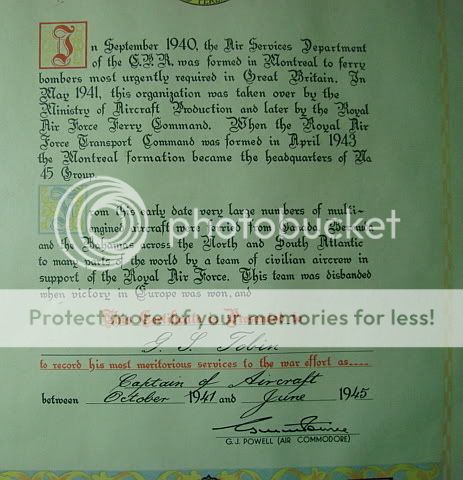 In September 1940, the Air Services Department
of the C.P.R. was formed in Montreal to ferry
bombers most urgently required in Great Britain. In
May 1941, this organization was taken over by the
Ministry of Aircraft Production and later by the Royal
Air Force Ferry Command. When the Royal Air
Force Transport Command was formed in April 1943
the Montreal formation became the headquarters of No
45 Group.
From this early date very large numbers of multi-
engined aircraft were ferried from Canada, Bermuda
and the Bahamas across the North and South Atlantic
to many parts of the world by a team of civilian aircrew in
support of the Royal Air Force. This team was disbanded
when victory in Europe was won, and
This Certificate is Presented to
S. Tobin
to record his most meritorious services to the war effort as....
Captain of Aircraft
between October 1941 and June 1945
G.J. POWELL (AIR COMMODORE)
photobucket
Protect more of your memories for less!